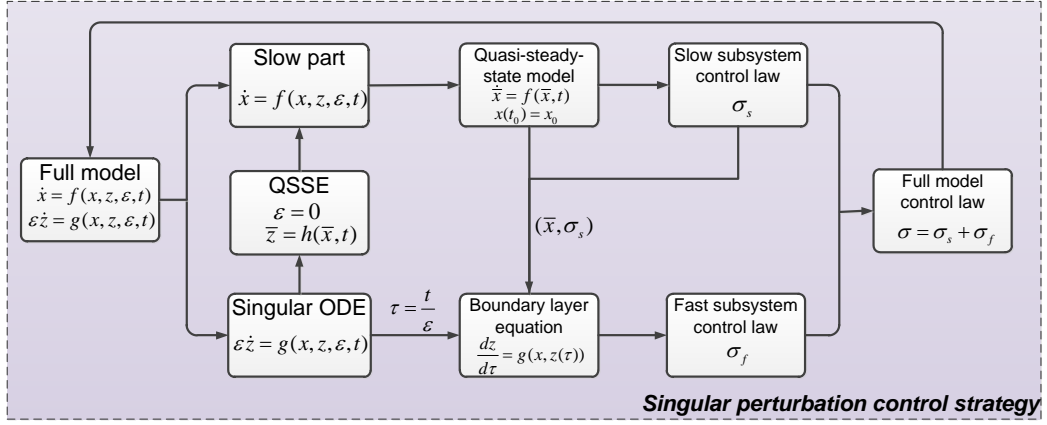 Full model
ẋ = f(x, z, ε, t)
εż = g(x, z, ε, t)
Slow part
ẋ = f(x, z, ε, t)
QSSE
ε = 0
z̅ = h(x̅, t)
Singular ODE
εż = g(x, z, ε, t)
τ = t/ε
Quasi-steady-
state model
ẋ̅ = f(x̅, t)
x(t₀) = x₀
(x̅, σₛ)
Boundary layer
equation
dz/dτ = g(x, z(τ))
Slow subsystem
control law
σₛ
Fast subsystem
control law
σ_f
Full model
control law
σ = σₛ + σ_f
Singular perturbation control strategy